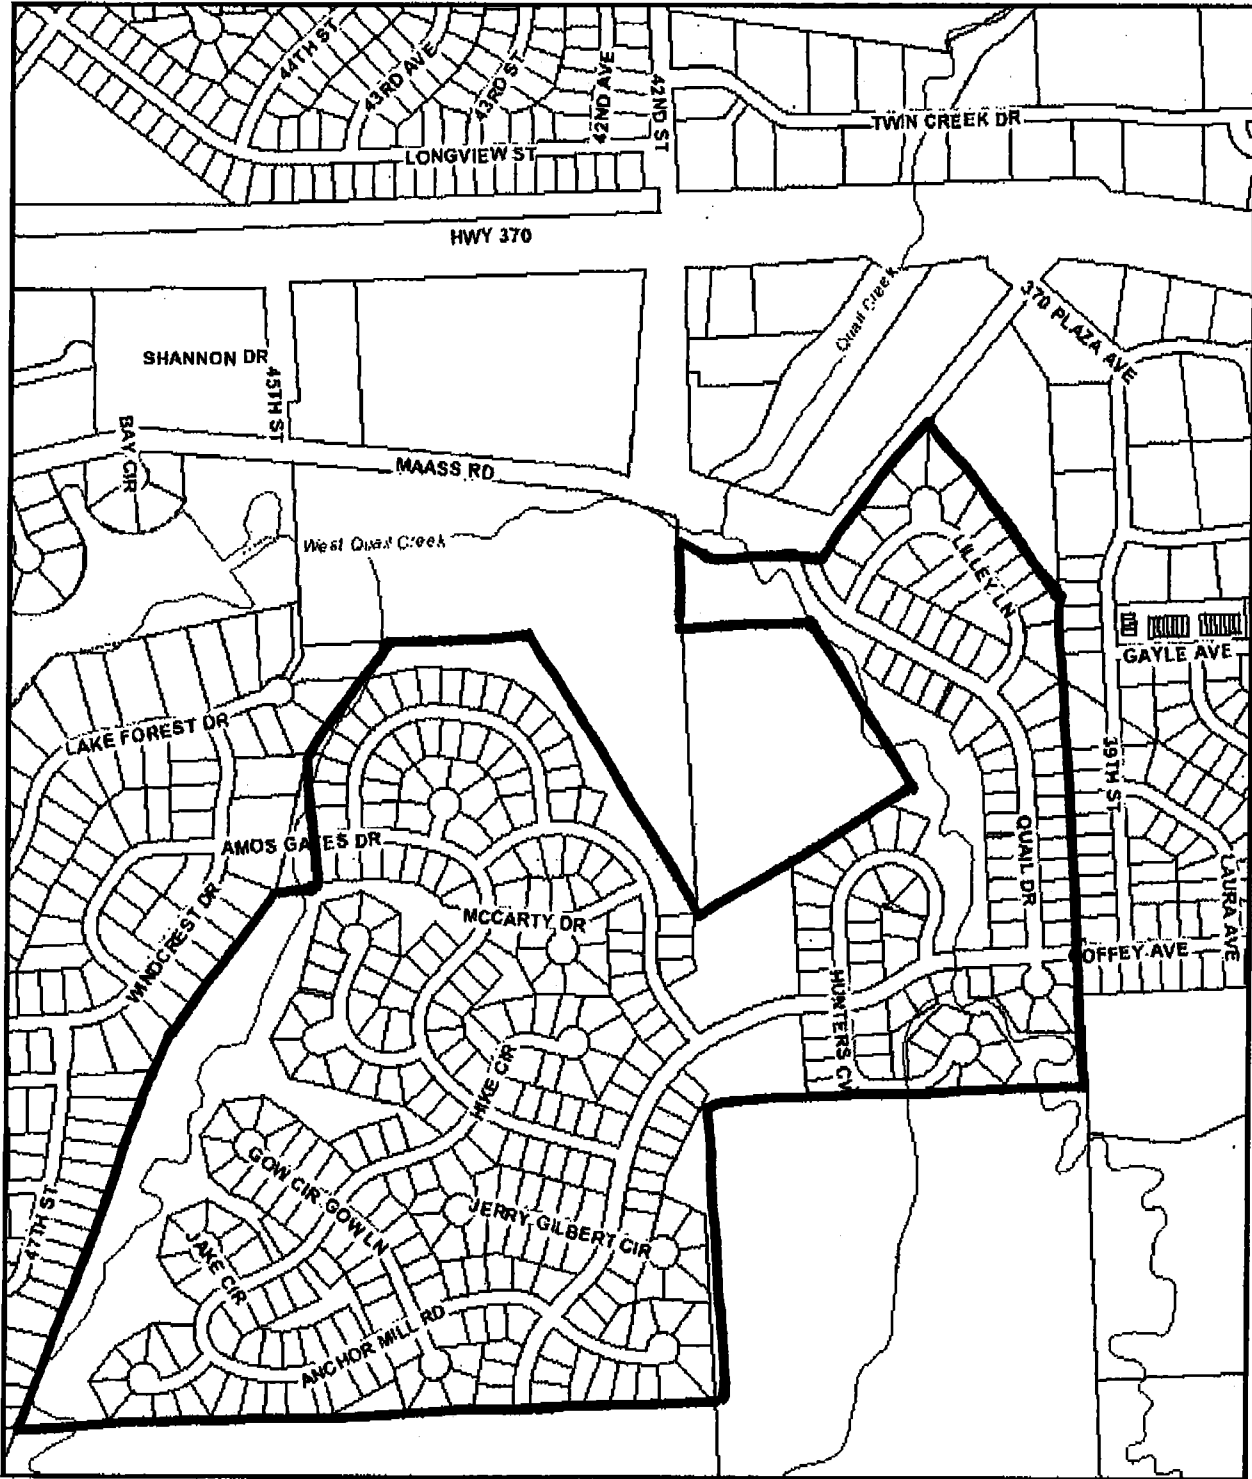 44TH ST
43RD AVE
43RD ST
42ND AVE
42ND ST
TWIN CREEK DR
LONGVIEW ST
HWY 370
Quail Creek
370 PLAZA AVE
SHANNON DR
45TH ST
BAY CIR
MAASS RD
West Quail Creek
LILLEY LN
GAYLE AVE
LAKE FOREST DR
39TH ST
AMOS GATES DR
QUAIL DR
LAURA AVE
WINDCREST DR
MCCARTY DR
COFFEY AVE
HUNTERS CV
HIKE CIR
GOW CIR
GOW LN
47TH ST
JERRY GILBERT CIR
JAKE CIR
ANCHOR MILL RD